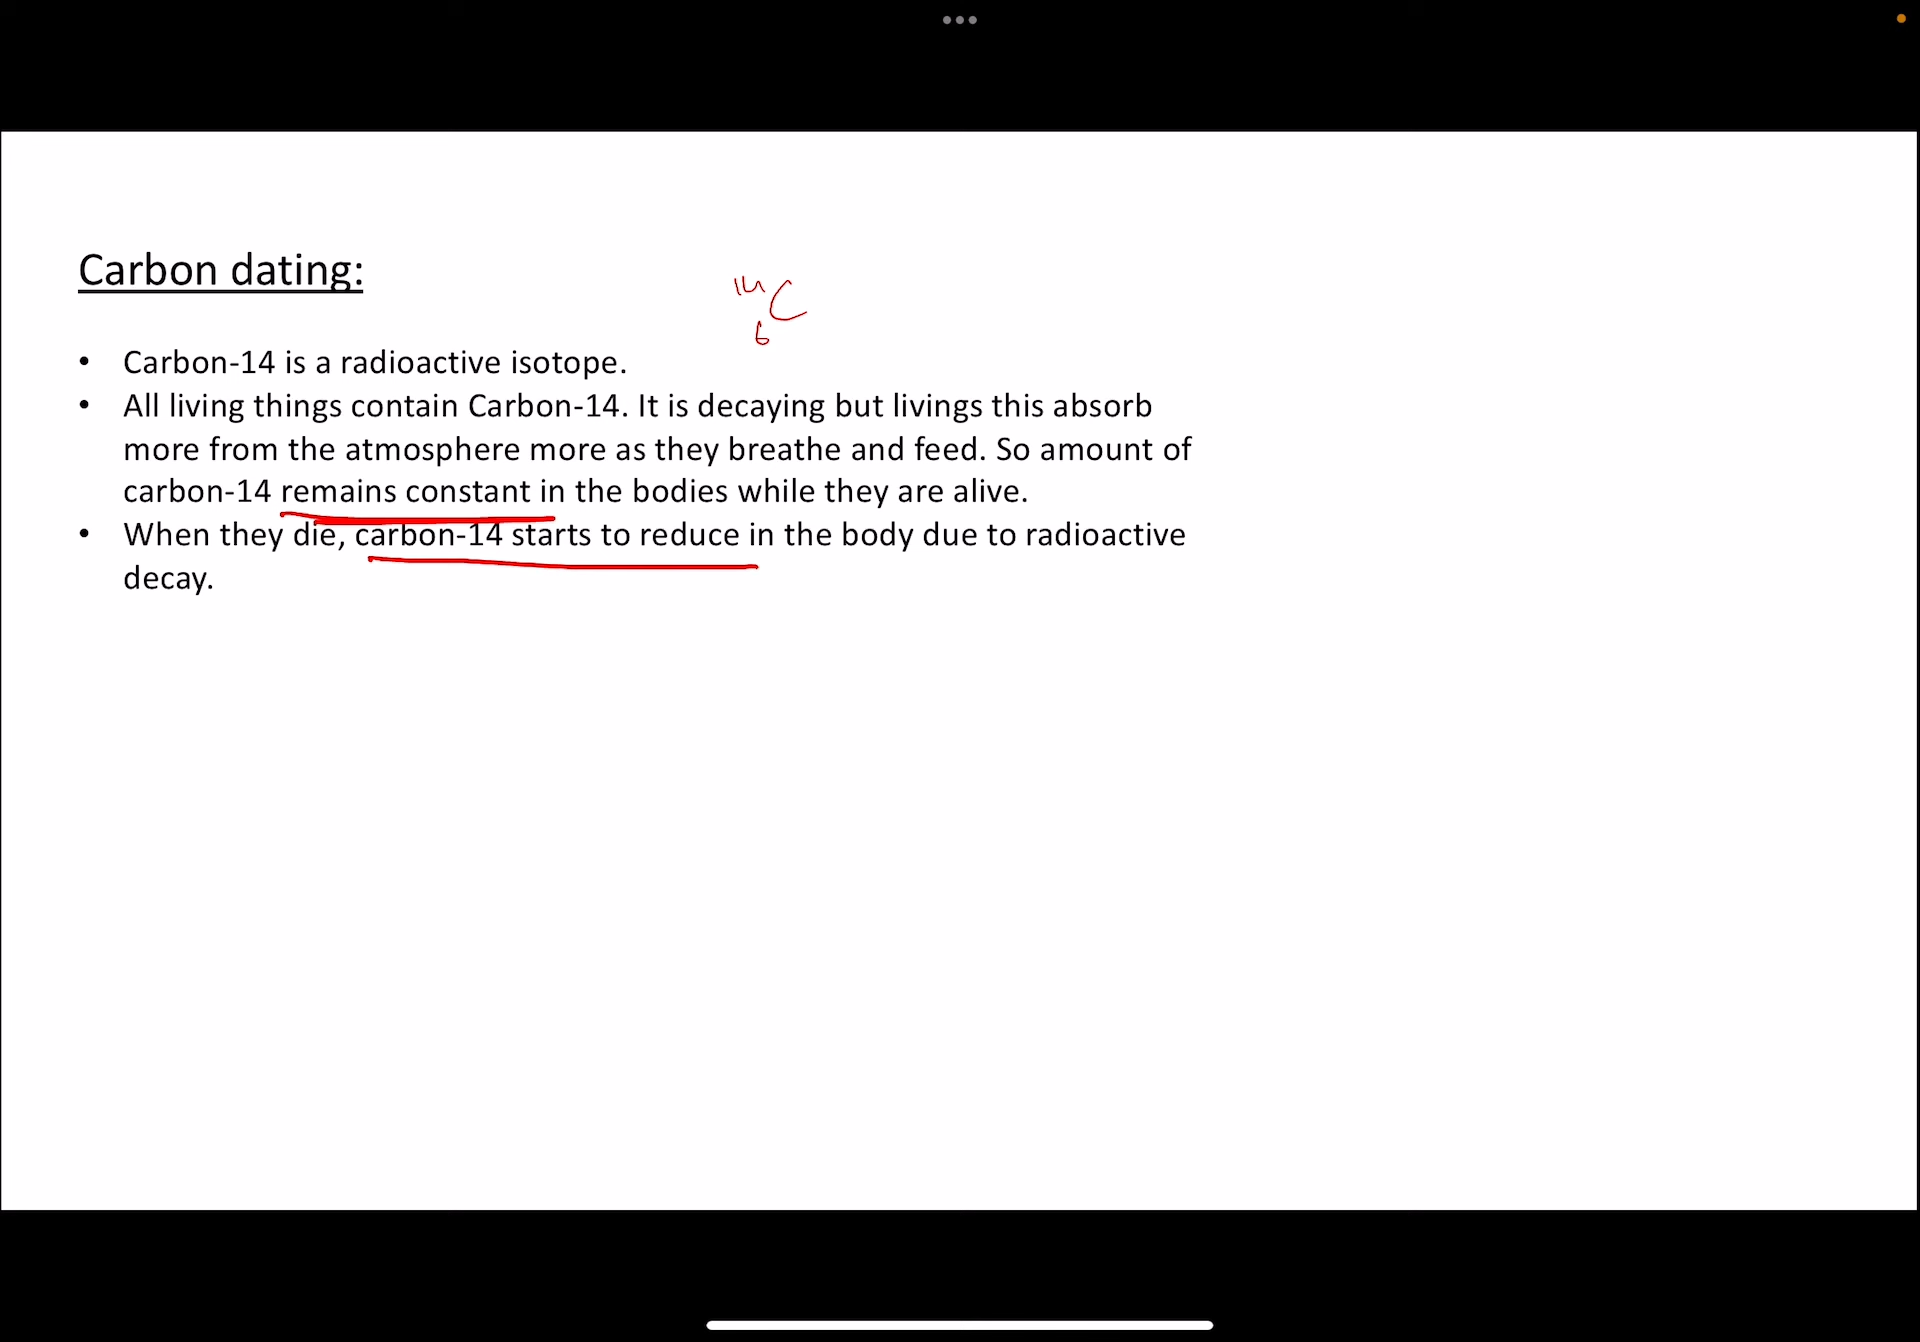 Carbon dating:
14
C
6
• Carbon-14 is a radioactive isotope.
• All living things contain Carbon-14. It is decaying but livings this absorb
more from the atmosphere more as they breathe and feed. So amount of
carbon-14 remains constant in the bodies while they are alive.
• When they die, carbon-14 starts to reduce in the body due to radioactive
decay.